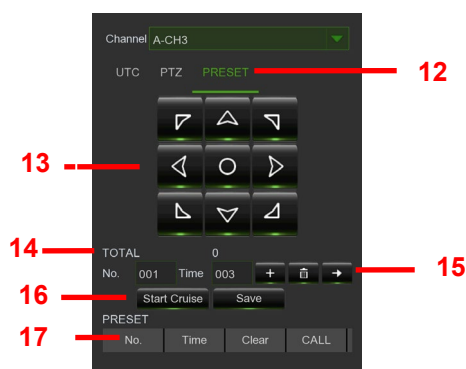 Channel A-CH3
UTC PTZ PRESET 12
13
14 TOTAL 0
No. 001 Time 003 + 15
16 Start Cruise Save
PRESET
17 No. Time Clear CALL